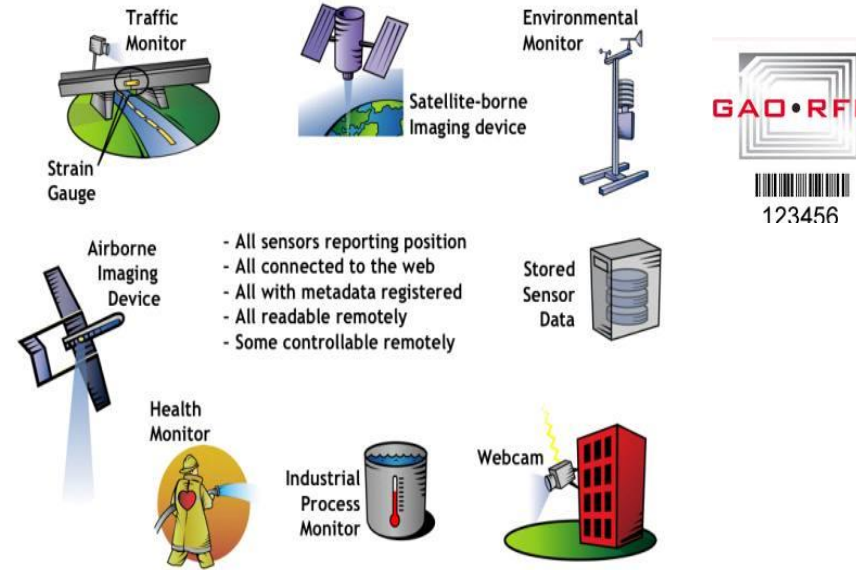 Traffic
Monitor
Satellite-borne
Imaging device
Environmental
Monitor
GAO•RF
123456
Strain
Gauge
Airborne
Imaging
Device
- All sensors reporting position
- All connected to the web
- All with metadata registered
- All readable remotely
- Some controllable remotely
Stored
Sensor
Data
Health
Monitor
Industrial
Process
Monitor
Webcam